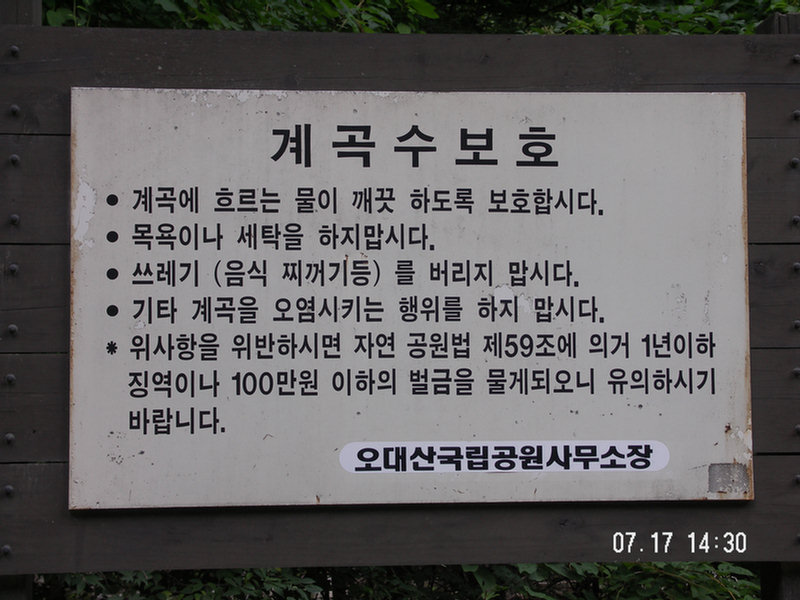 계곡수보호
● 계곡에 흐르는 물이 깨끗 하도록 보호합시다.
● 목욕이나 세탁을 하지맙시다.
● 쓰레기 (음식 찌꺼기등) 를 버리지 맙시다.
● 기타 계곡을 오염시키는 행위를 하지 맙시다.
* 위사항을 위반하시면 자연 공원법 제59조에 의거 1년이하
징역이나 100만원 이하의 벌금을 물게되오니 유의하시기
바랍니다.
오대산국립공원사무소장
07.17 14:30